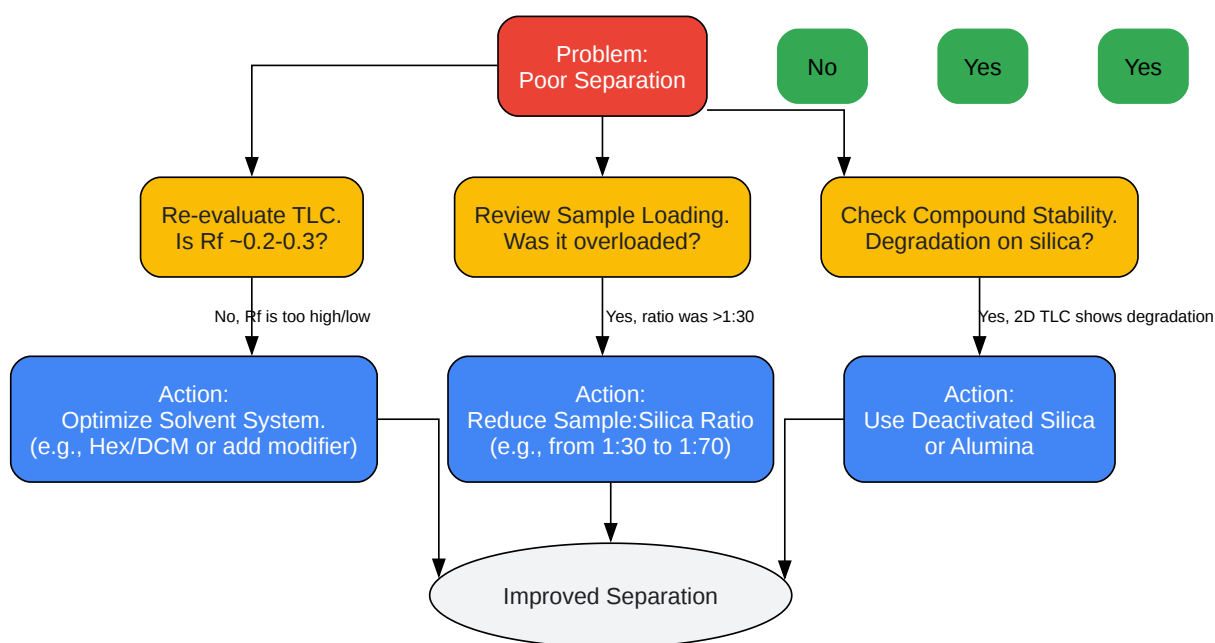 Problem:
Poor Separation
No
Yes
Yes
Re-evaluate TLC.
Is Rf ~0.2-0.3?
Review Sample Loading.
Was it overloaded?
Check Compound Stability.
Degradation on silica?
No, Rf is too high/low
Yes, ratio was >1:30
Yes, 2D TLC shows degradation
Action:
Optimize Solvent System.
(e.g., Hex/DCM or add modifier)
Action:
Reduce Sample:Silica Ratio
(e.g., from 1:30 to 1:70)
Action:
Use Deactivated Silica
or Alumina
Improved Separation